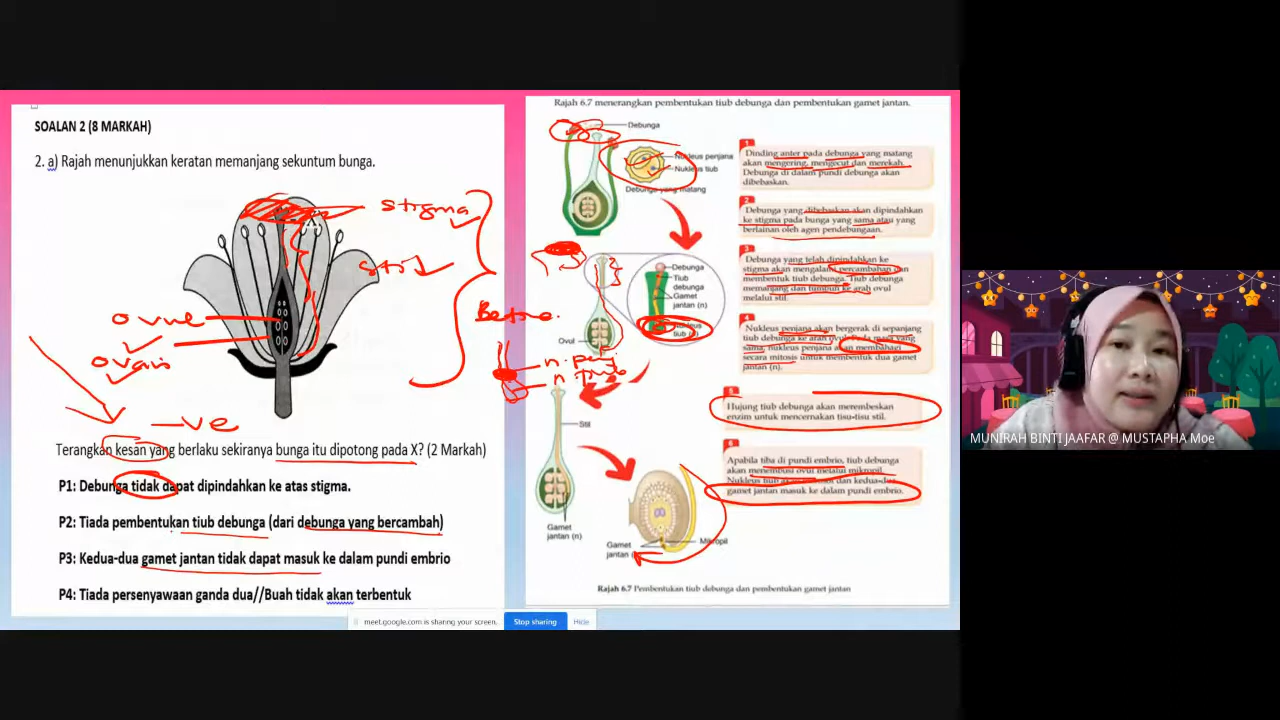 SOALAN 2 (8 MARKAH)
2. a) Rajah menunjukkan keratan memanjang sekuntum bunga.
stigma
stil
ovule
ovari
Betina.
X
-ve
Terangkan kesan yang berlaku sekiranya bunga itu dipotong pada X? (2 Markah)
P1: Debunga tidak dapat dipindahkan ke atas stigma.
P2: Tiada pembentukan tiub debunga (dari debunga yang bercambah)
P3: Kedua-dua gamet jantan tidak dapat masuk ke dalam pundi embrio
P4: Tiada persenyawaan ganda dua//Buah tidak akan terbentuk
Rajah 6.7 menerangkan pembentukan tiub debunga dan pembentukan gamet jantan.
Debunga
Nukleus penjana
Nukleus tiub
Debunga yang matang
1
Dinding anter pada debunga yang matang
akan mengering, mengecut dan merekah.
Debunga di dalam pundi debunga akan
dibebaskan.
2
Debunga yang dibebaskan akan dipindahkan
ke stigma pada bunga yang sama atau yang
berlainan oleh agen pendebungaan.
3
Debunga yang telah dipindahkan ke
stigma akan mengalami percambahan dan
membentuk tiub debunga. Tiub debunga
memanjang dan tumbuh ke arah ovul
melalui stil.
Debunga
Tiub
debunga
Gamet
jantan (n)
Ovul
4
Nukleus penjana akan bergerak di sepanjang
tiub debunga ke arah ovul. Pada masa yang
sama, nukleus penjana akan membahagi
secara mitosis untuk membentuk dua gamet
jantan (n).
5
Hujung tiub debunga akan merembeskan
enzim untuk mencernakan tisu-tisu stil.
6
Apabila tiba di pundi embrio, tiub debunga
akan menembusi ovul melalui mikropil.
Nukleus tiub dan kedua-dua
gamet jantan masuk ke dalam pundi embrio.
Stil
Gamet
jantan (n)
Gamet
jantan
Mikropil
Rajah 6.7 Pembentukan tiub debunga dan pembentukan gamet jantan
meet.google.com is sharing your screen.
Stop sharing
Hide
MUNIRAH BINTI JAAFAR @ MUSTAPHA Moe